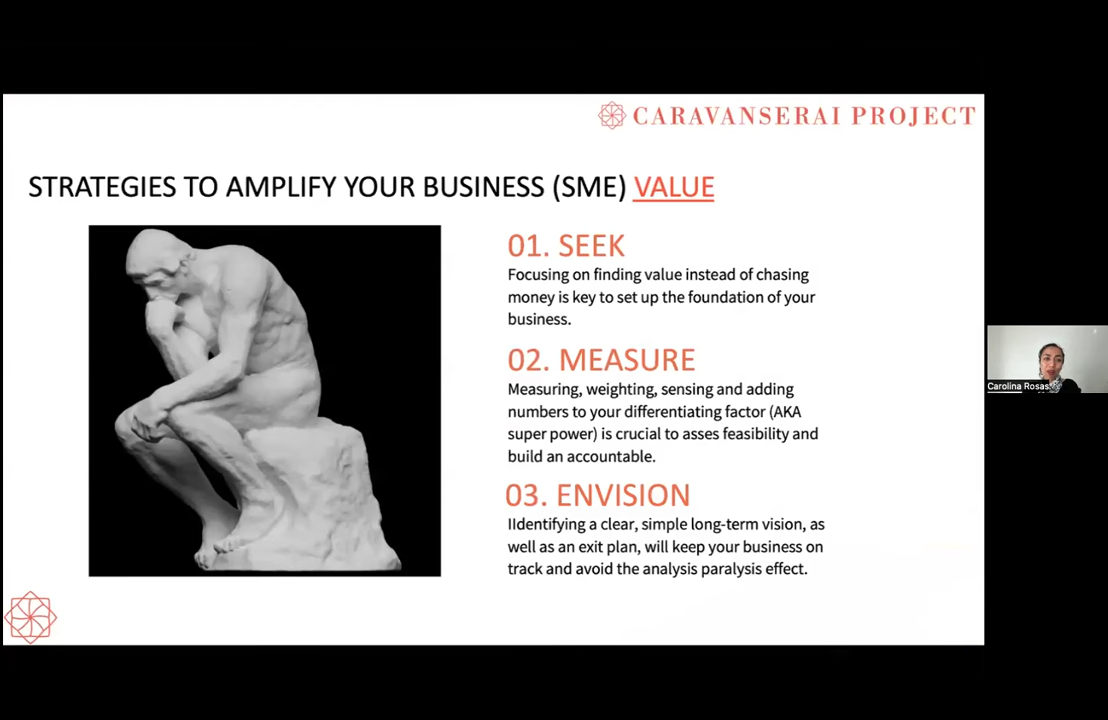 CARAVANSERAI PROJECT
STRATEGIES TO AMPLIFY YOUR BUSINESS (SME) VALUE
01. SEEK
Focusing on finding value instead of chasing
money is key to set up the foundation of your
business.
02. MEASURE
Measuring, weighting, sensing and adding
numbers to your differentiating factor (AKA
super power) is crucial to asses feasibility and
build an accountable.
03. ENVISION
IIdentifying a clear, simple long-term vision, as
well as an exit plan, will keep your business on
track and avoid the analysis paralysis effect.
Carolina Rosas